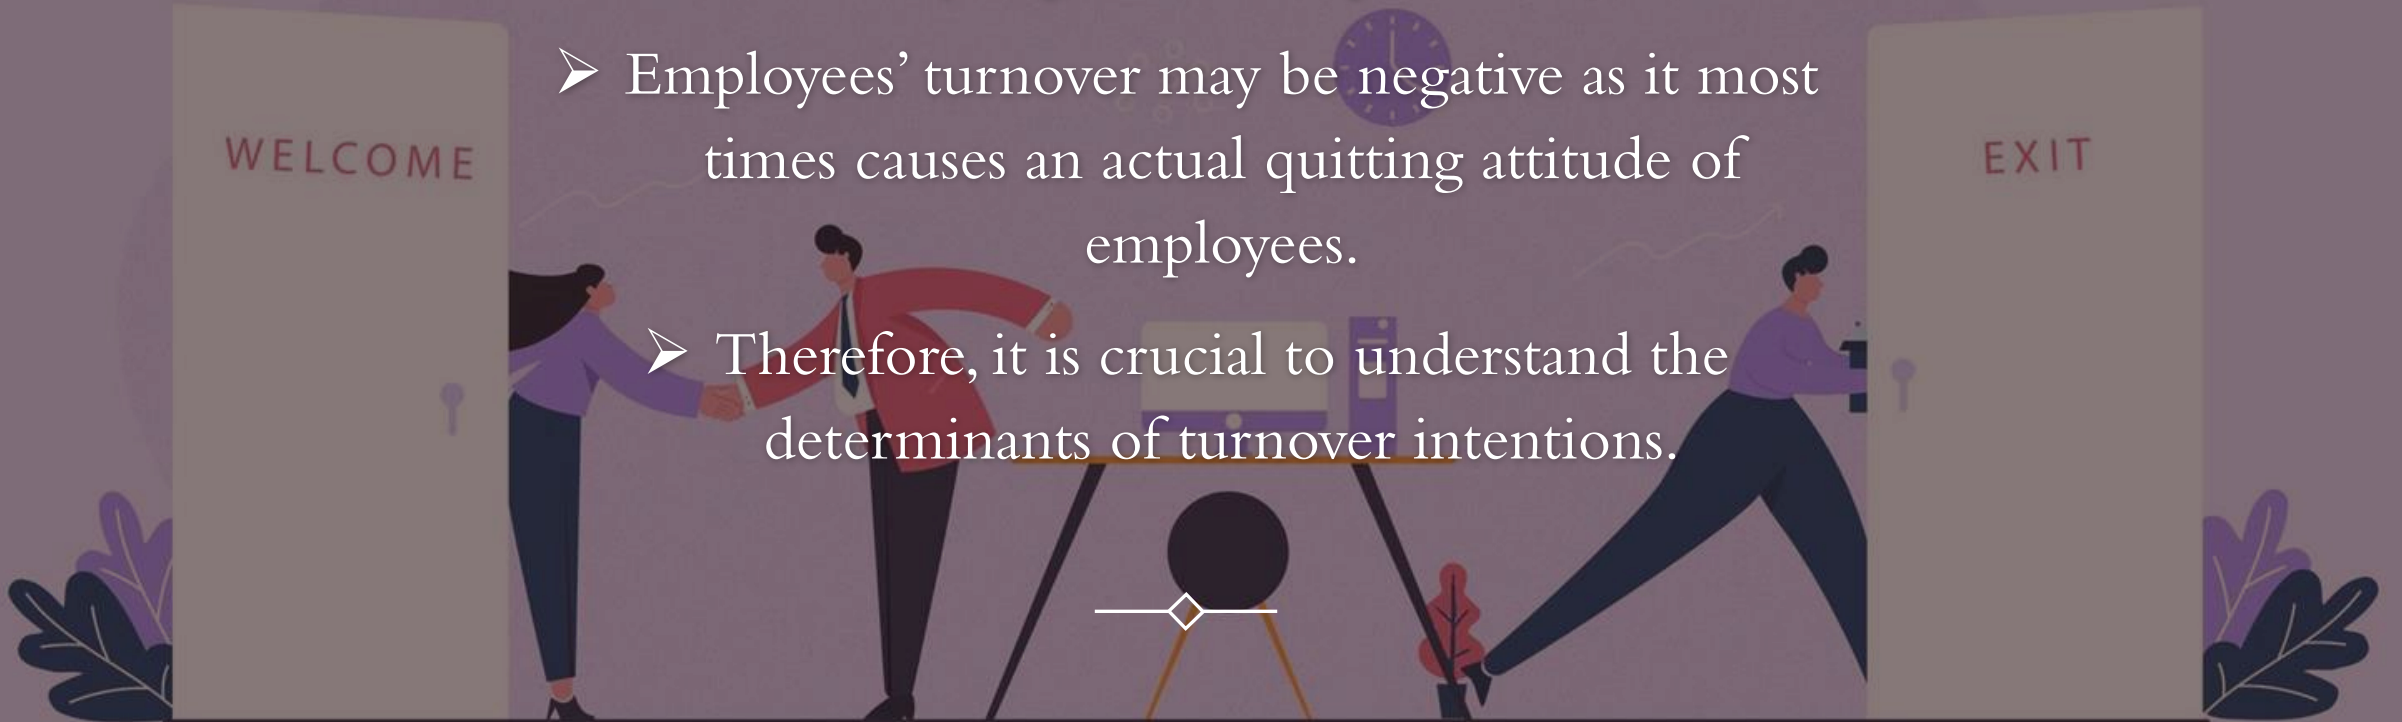 WELCOME
EXIT
➢ Employees’ turnover may be negative as it most
times causes an actual quitting attitude of
employees.
➢ Therefore, it is crucial to understand the
determinants of turnover intentions.